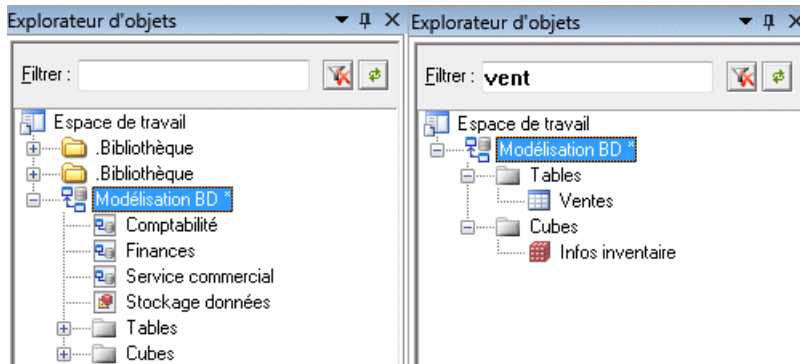 Explorateur d'objets
Filtrer :
Espace de travail
.Bibliothèque
.Bibliothèque
Modélisation BD *
Comptabilité
Finances
Service commercial
Stockage données
Tables
Cubes
Explorateur d'objets
Filtrer : vent
Espace de travail
Modélisation BD *
Tables
Ventes
Cubes
Infos inventaire